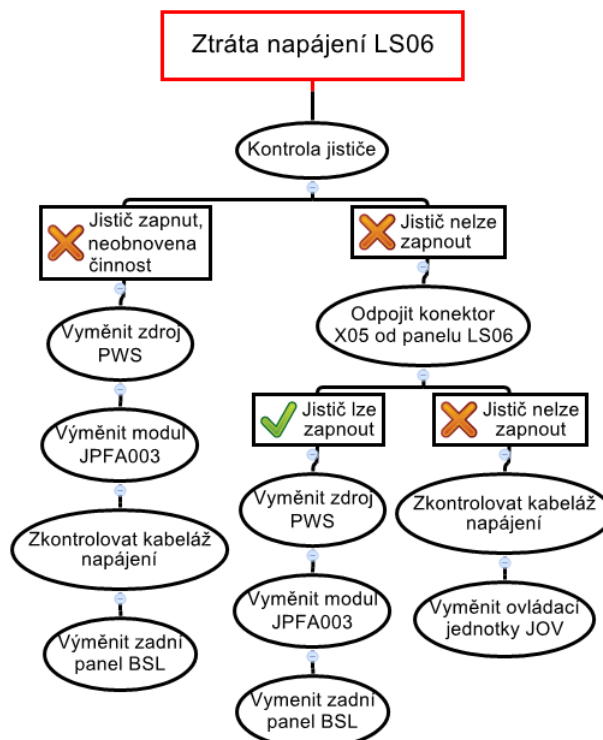 Ztráta napájení LS06
Kontrola jističe
Jistič zapnut,
neobnovena
činnost
Jistič nelze
zapnout
Vyměnit zdroj
PWS
Odpojit konektor
X05 od panelu LS06
Výměnit modul
JPFA003
Jistič lze
zapnout
Jistič nelze
zapnout
Zkontrolovat kabeláž
napájení
Vyměnit zdroj
PWS
Zkontrolovat kabeláž
napájení
Výměnit zadní
panel BSL
Vyměnit modul
JPFA003
Vyměnit ovládací
jednotky JOV
Vymenit zadní
panel BSL